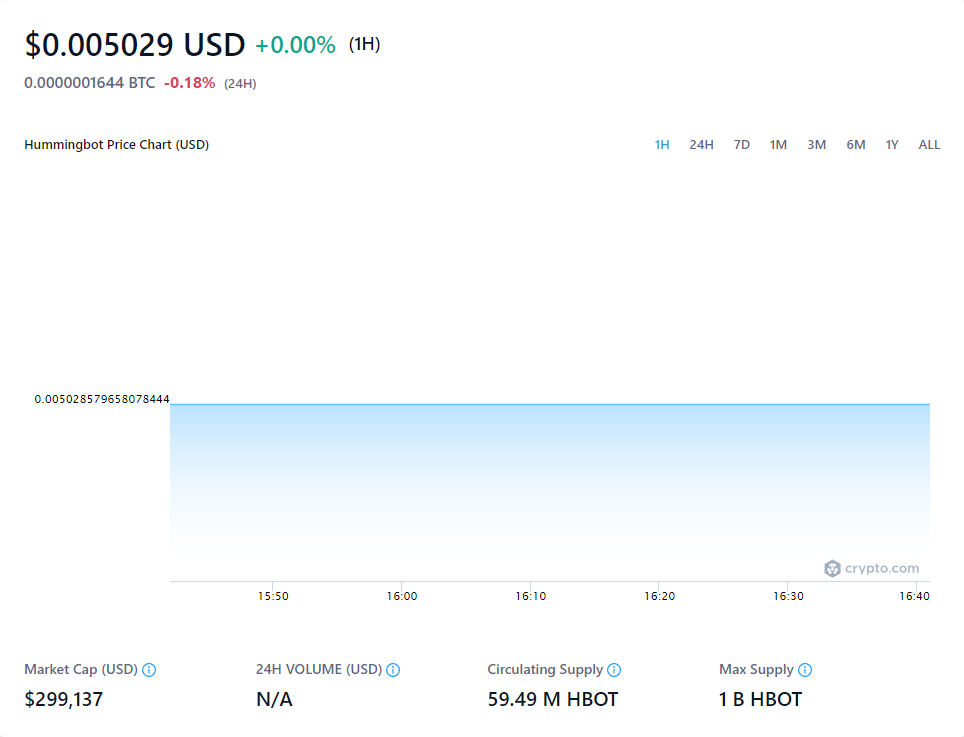 $0.005029 USD +0.00% (1H)
0.0000001644 BTC -0.18% (24H)
Hummingbot Price Chart (USD) 1H 24H 7D 1M 3M 6M 1Y ALL
0.005028579658078444
crypto.com
15:50 16:00 16:10 16:20 16:30 16:40
Market Cap (USD) 24H VOLUME (USD) Circulating Supply Max Supply
$299,137 N/A 59.49 M HBOT 1 B HBOT